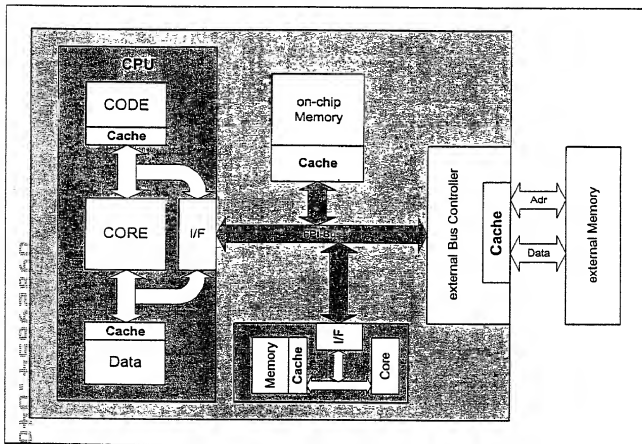 CPU
CODE
Cache
on-chip
Memory
Cache
CORE
I/F
external Bus Controller
Cache
Adr
Data
external Memory
Cache
Data
I/F
Memory
Cache
Core